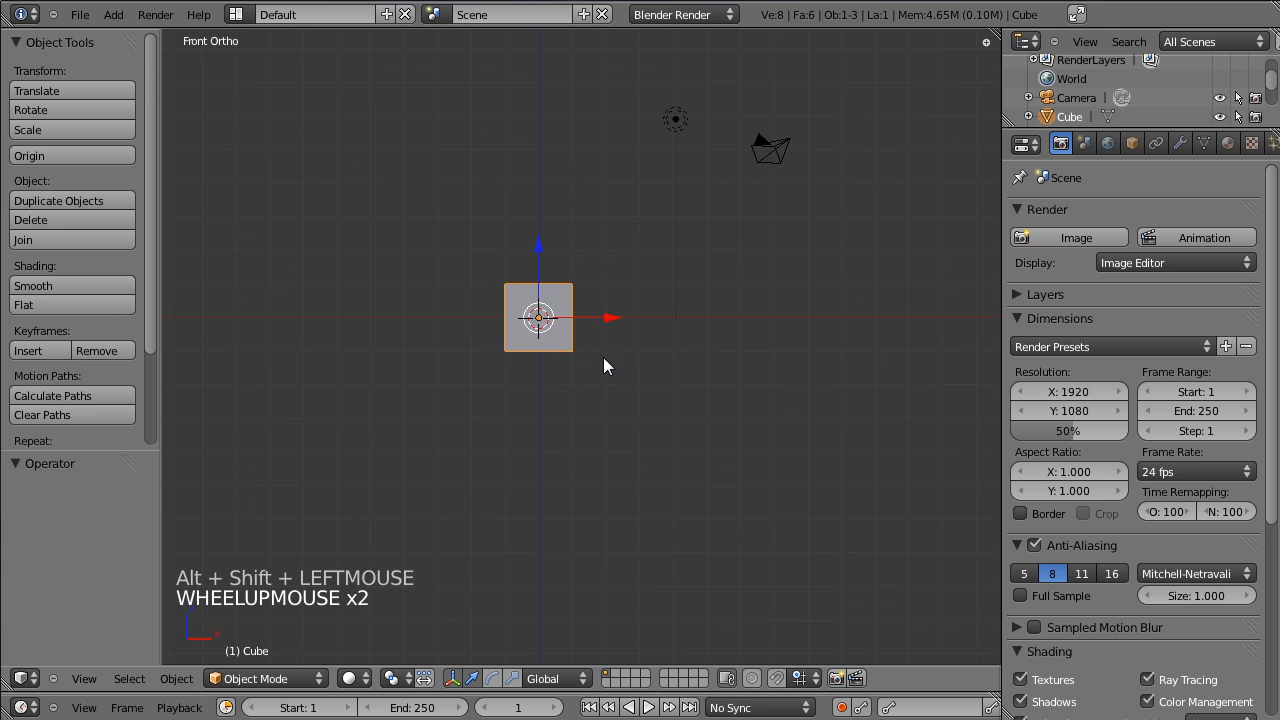 File Add Render Help Default Scene Blender Render Ve:8 | Fa:6 | Ob:1-3 | La:1 | Mem:4.65M (0.10M) | Cube
Object Tools
Transform:
Translate
Rotate
Scale
Origin
Object:
Duplicate Objects
Delete
Join
Shading:
Smooth
Flat
Keyframes:
Insert Remove
Motion Paths:
Calculate Paths
Clear Paths
Repeat:
Operator
Front Ortho
Alt + Shift + LEFTMOUSE
WHEELUPMOUSE x2
x
(1) Cube
View Select Object Object Mode Global
View Frame Playback Start: 1 End: 250 1 No Sync
View Search All Scenes
RenderLayers |
World
Camera |
Cube |
Scene
Render
Image Animation
Display: Image Editor
Layers
Dimensions
Render Presets
Resolution: Frame Range:
X: 1920 Start: 1
Y: 1080 End: 250
50% Step: 1
Aspect Ratio: Frame Rate:
X: 1.000 24 fps
Y: 1.000 Time Remapping:
Border Crop O: 100 N: 100
Anti-Aliasing
5 8 11 16 Mitchell-Netravali
Full Sample Size: 1.000
Sampled Motion Blur
Shading
Textures Ray Tracing
Shadows Color Management